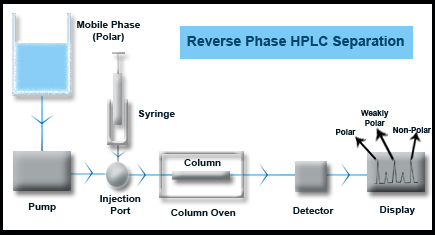 Mobile Phase
(Polar)
Reverse Phase HPLC Separation
Syringe
Weakly
Polar
Polar
Non-Polar
Column
Pump
Injection
Port
Column Oven
Detector
Display